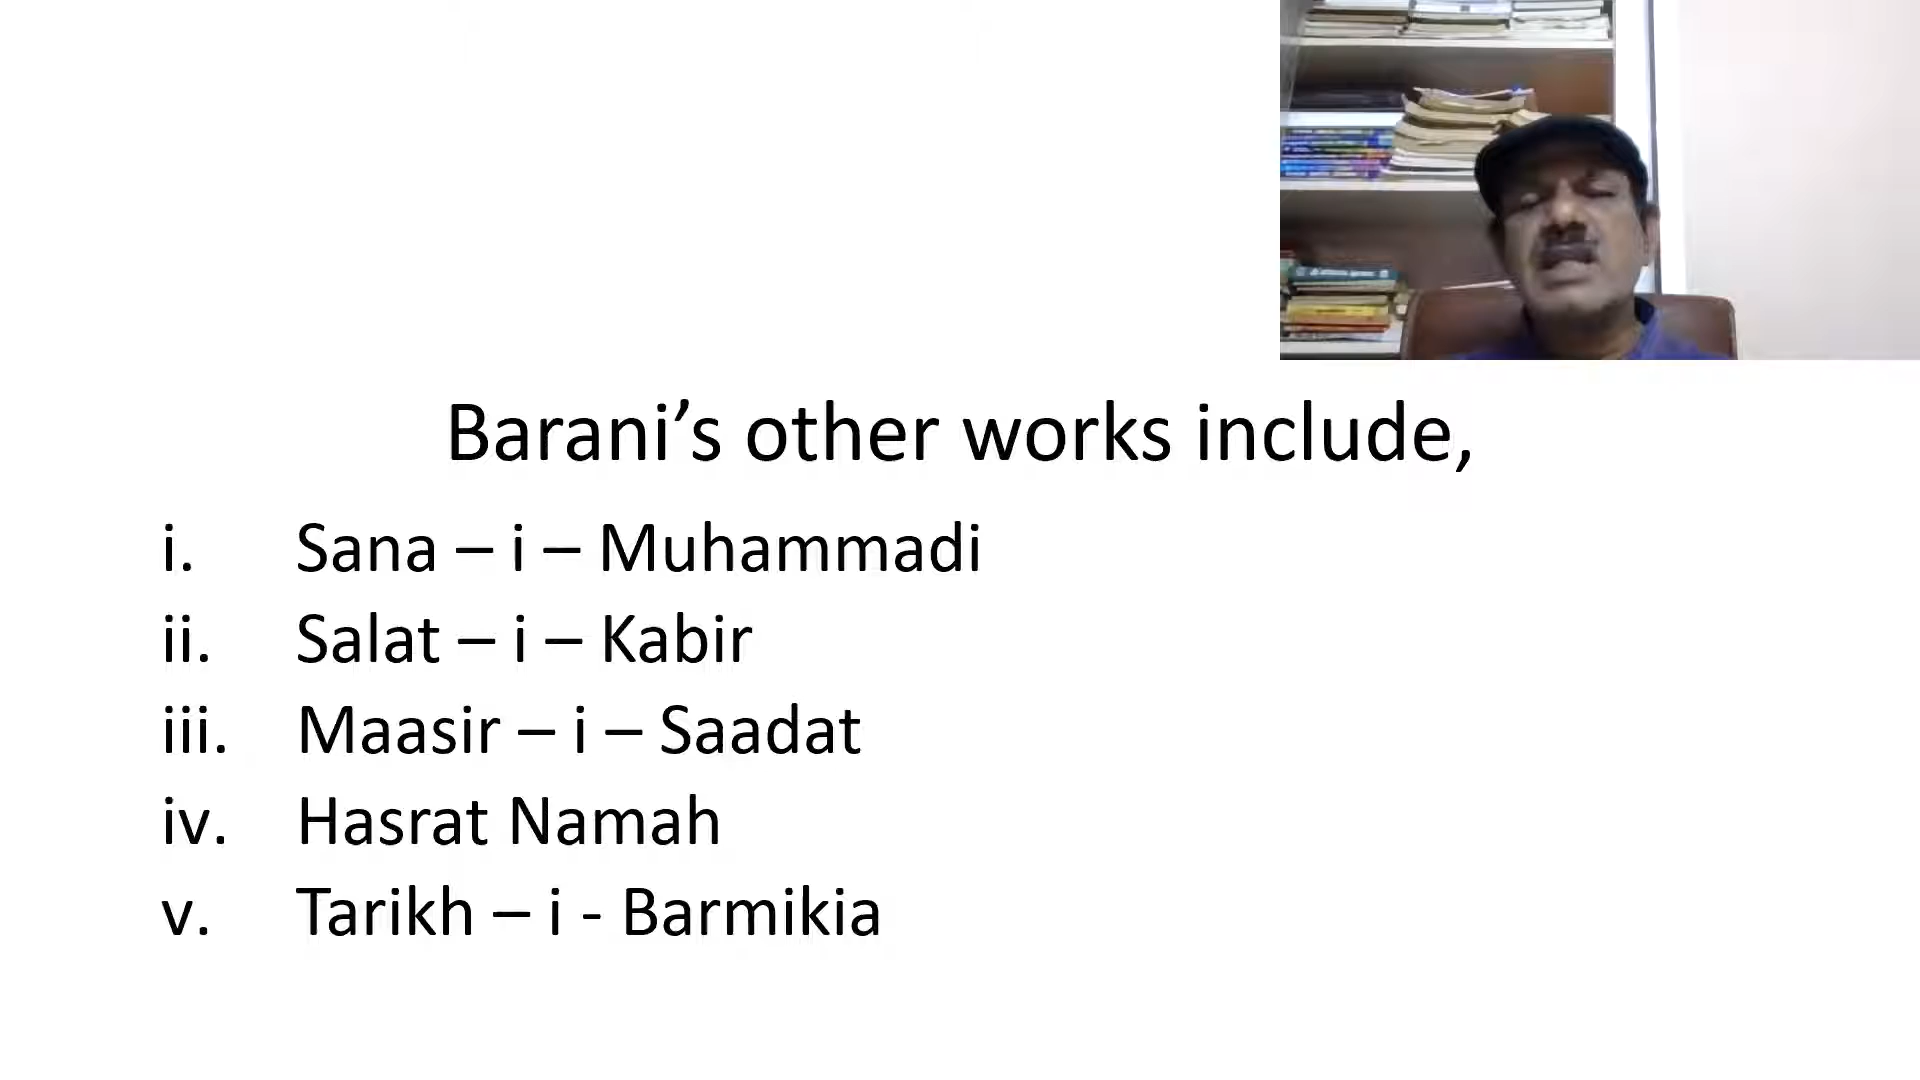 Barani’s other works include,
i. Sana – i – Muhammadi
ii. Salat – i – Kabir
iii. Maasir – i – Saadat
iv. Hasrat Namah
v. Tarikh – i - Barmikia